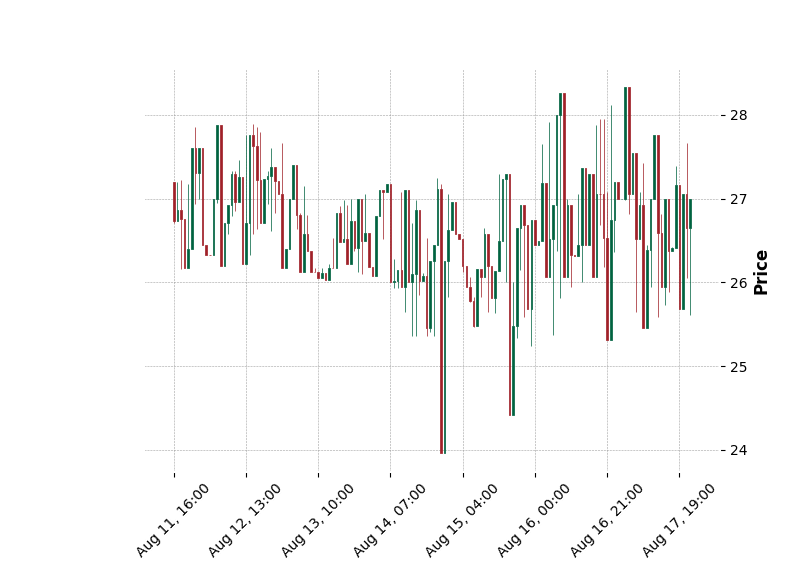 28
27
26
25
24
Price
Aug 11, 16:00
Aug 12, 13:00
Aug 13, 10:00
Aug 14, 07:00
Aug 15, 04:00
Aug 16, 00:00
Aug 16, 21:00
Aug 17, 19:00